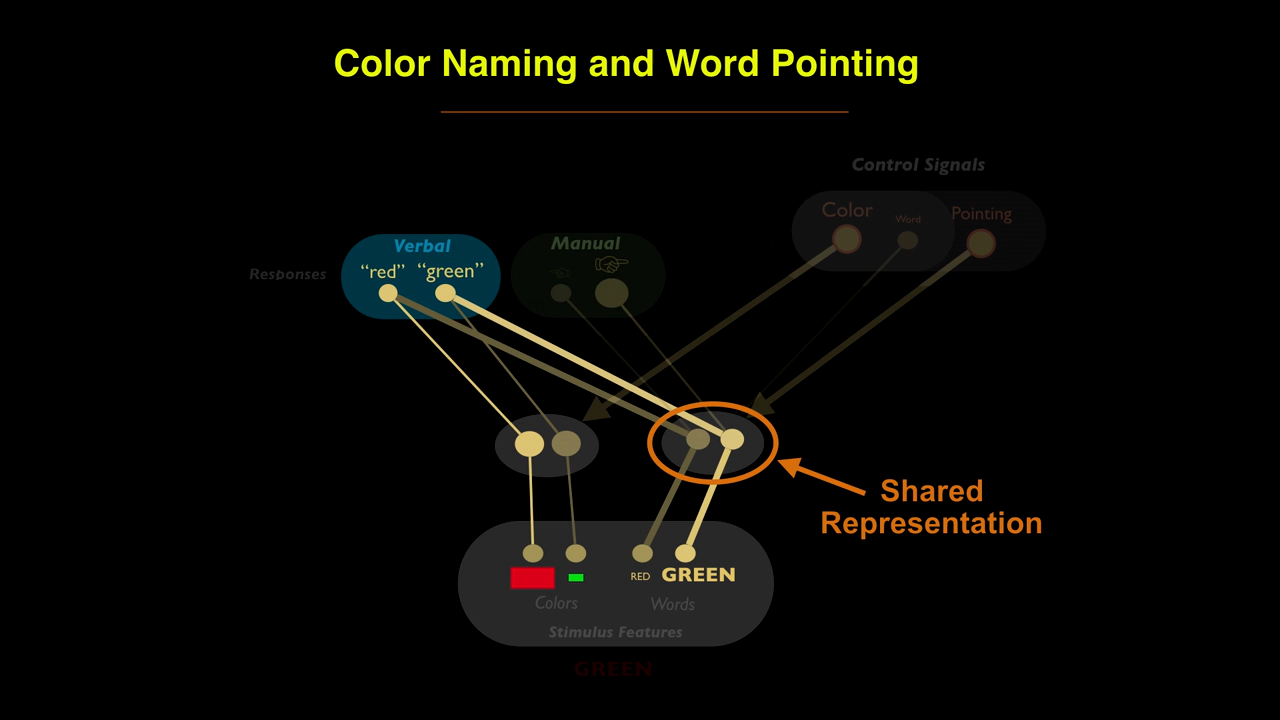 Color Naming and Word Pointing
Control Signals
Color
Word
Pointing
Verbal
Manual
Responses
“red” “green”
Shared
Representation
RED GREEN
Colors
Words
Stimulus Features
GREEN